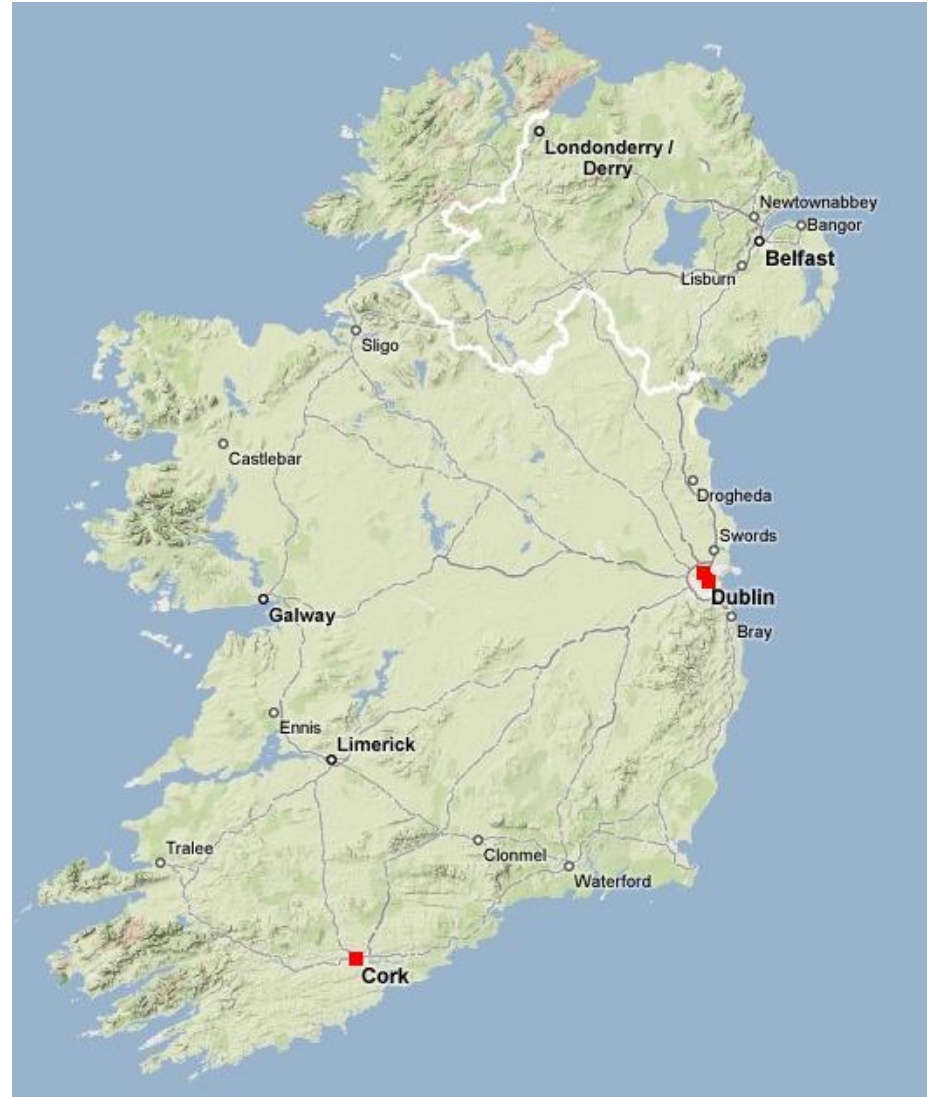 Londonderry /
Derry
Newtownabbey
Bangor
Belfast
Lisburn
Sligo
Castlebar
Drogheda
Swords
Dublin
Galway
Bray
Ennis
Limerick
Tralee
Clonmel
Waterford
Cork